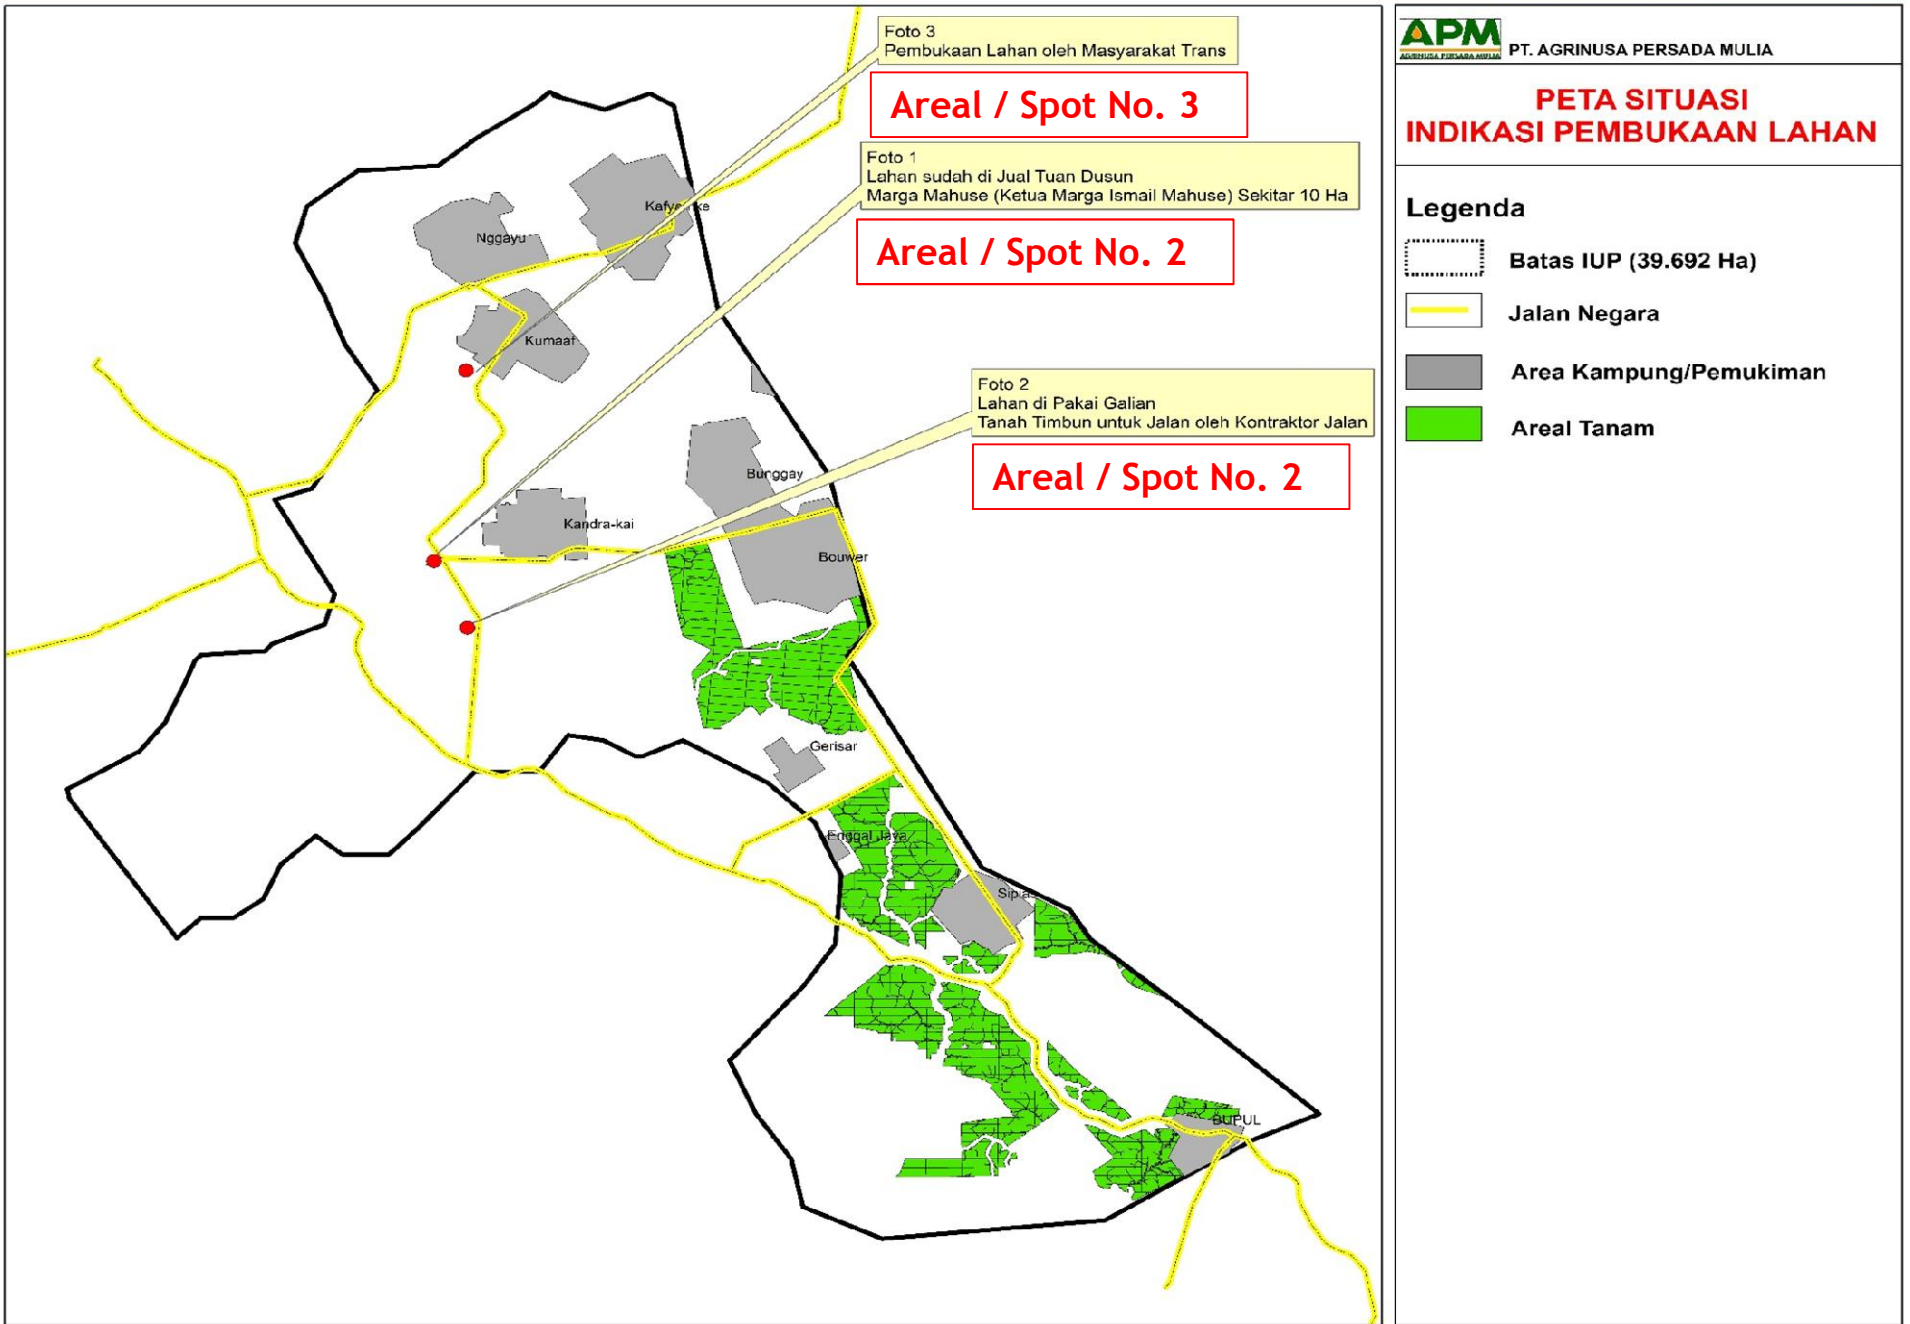 Foto 3
Pembukaan Lahan oleh Masyarakat Trans
Areal / Spot No. 3
Foto 1
Lahan sudah di Jual Tuan Dusun
Marga Mahuse (Ketua Marga Ismail Mahuse) Sekitar 10 Ha
Areal / Spot No. 2
Foto 2
Lahan di Pakai Galian
Tanah Timbun untuk Jalan oleh Kontraktor Jalan
Areal / Spot No. 2
Nggayu
Kumaaf
Bunggay
Kandra-kai
Bouwer
Gerisar
Enggal Jaya
BUPUL
APM
AGRINUSA PERSADA MULIA
PT. AGRINUSA PERSADA MULIA
PETA SITUASI
INDIKASI PEMBUKAAN LAHAN
Legenda
Batas IUP (39.692 Ha)
Jalan Negara
Area Kampung/Pemukiman
Areal Tanam